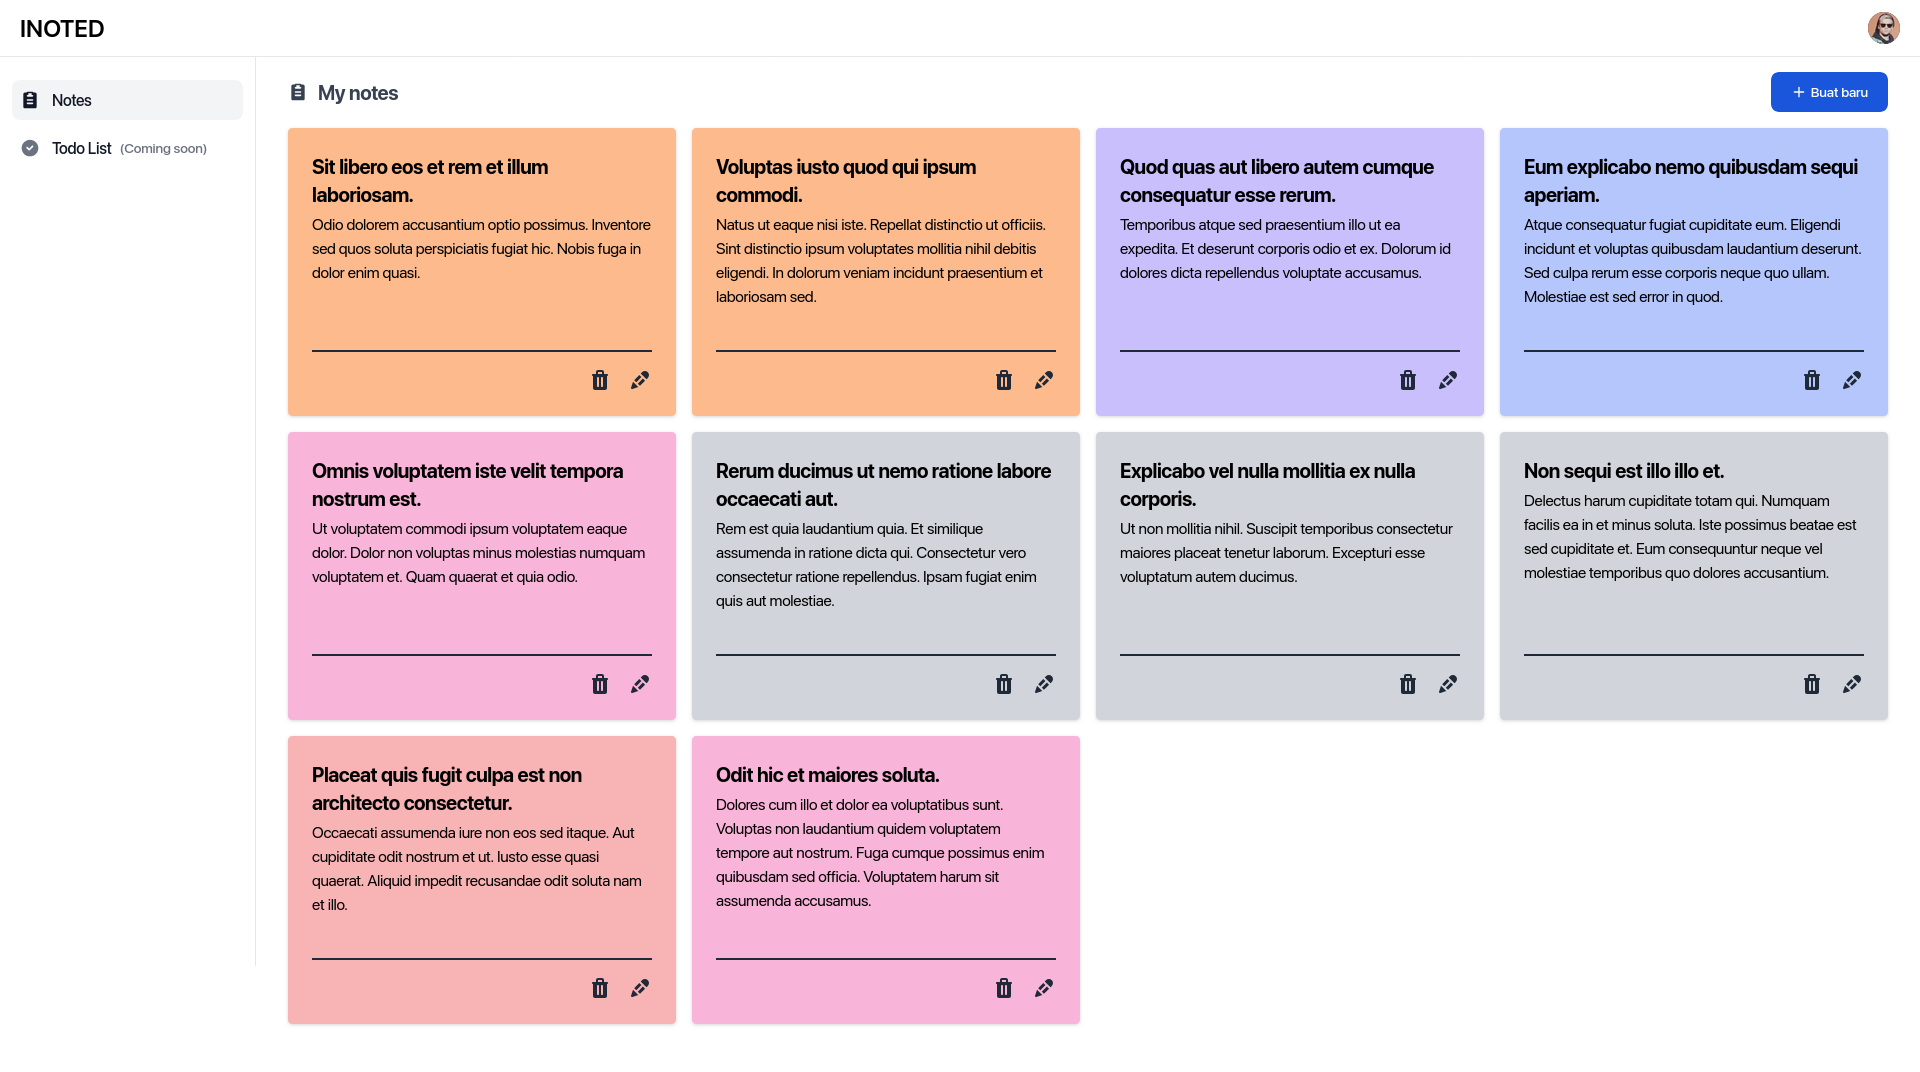 INOTED
Notes
Todo List (Coming soon)
My notes
Buat baru
Sit libero eos et rem et illum
laboriosam.
Odio dolorem accusantium optio possimus. Inventore
sed quos soluta perspiciatis fugiat hic. Nobis fuga in
dolor enim quasi.
Voluptas iusto quod qui ipsum
commodi.
Natus ut eaque nisi iste. Repellat distinctio ut officiis.
Sint distinctio ipsum voluptates mollitia nihil debitis
eligendi. In dolorum veniam incidunt praesentium et
laboriosam sed.
Quod quas aut libero autem cumque
consequatur esse rerum.
Temporibus atque sed praesentium illo ut ea
expedita. Et deserunt corporis odio et ex. Dolorum id
dolores dicta repellendus voluptate accusamus.
Eum explicabo nemo quibusdam sequi
aperiam.
Atque consequatur fugiat cupiditate eum. Eligendi
incidunt et voluptas quibusdam laudantium deserunt.
Sed culpa rerum esse corporis neque quo ullam.
Molestiae est sed error in quod.
Omnis voluptatem iste velit tempora
nostrum est.
Ut voluptatem commodi ipsum voluptatem eaque
dolor. Dolor non voluptas minus molestias numquam
voluptatem et. Quam quaerat et quia odio.
Rerum ducimus ut nemo ratione labore
occaecati aut.
Rem est quia laudantium quia. Et similique
assumenda in ratione dicta qui. Consectetur vero
consectetur ratione repellendus. Ipsam fugiat enim
quis aut molestiae.
Explicabo vel nulla mollitia ex nulla
corporis.
Ut non mollitia nihil. Suscipit temporibus consectetur
maiores placeat tenetur laborum. Excepturi esse
voluptatum autem ducimus.
Non sequi est illo illo et.
Delectus harum cupiditate totam qui. Numquam
facilis ea in et minus soluta. Iste possimus beatae est
sed cupiditate et. Eum consequuntur neque vel
molestiae temporibus quo dolores accusantium.
Placeat quis fugit culpa est non
architecto consectetur.
Occaecati assumenda iure non eos sed itaque. Aut
cupiditate odit nostrum et ut. Iusto esse quasi
quaerat. Aliquid impedit recusandae odit soluta nam
et illo.
Odit hic et maiores soluta.
Dolores cum illo et dolor ea voluptatibus sunt.
Voluptas non laudantium quidem voluptatem
tempore aut nostrum. Fuga cumque possimus enim
quibusdam sed officia. Voluptatem harum sit
assumenda accusamus.